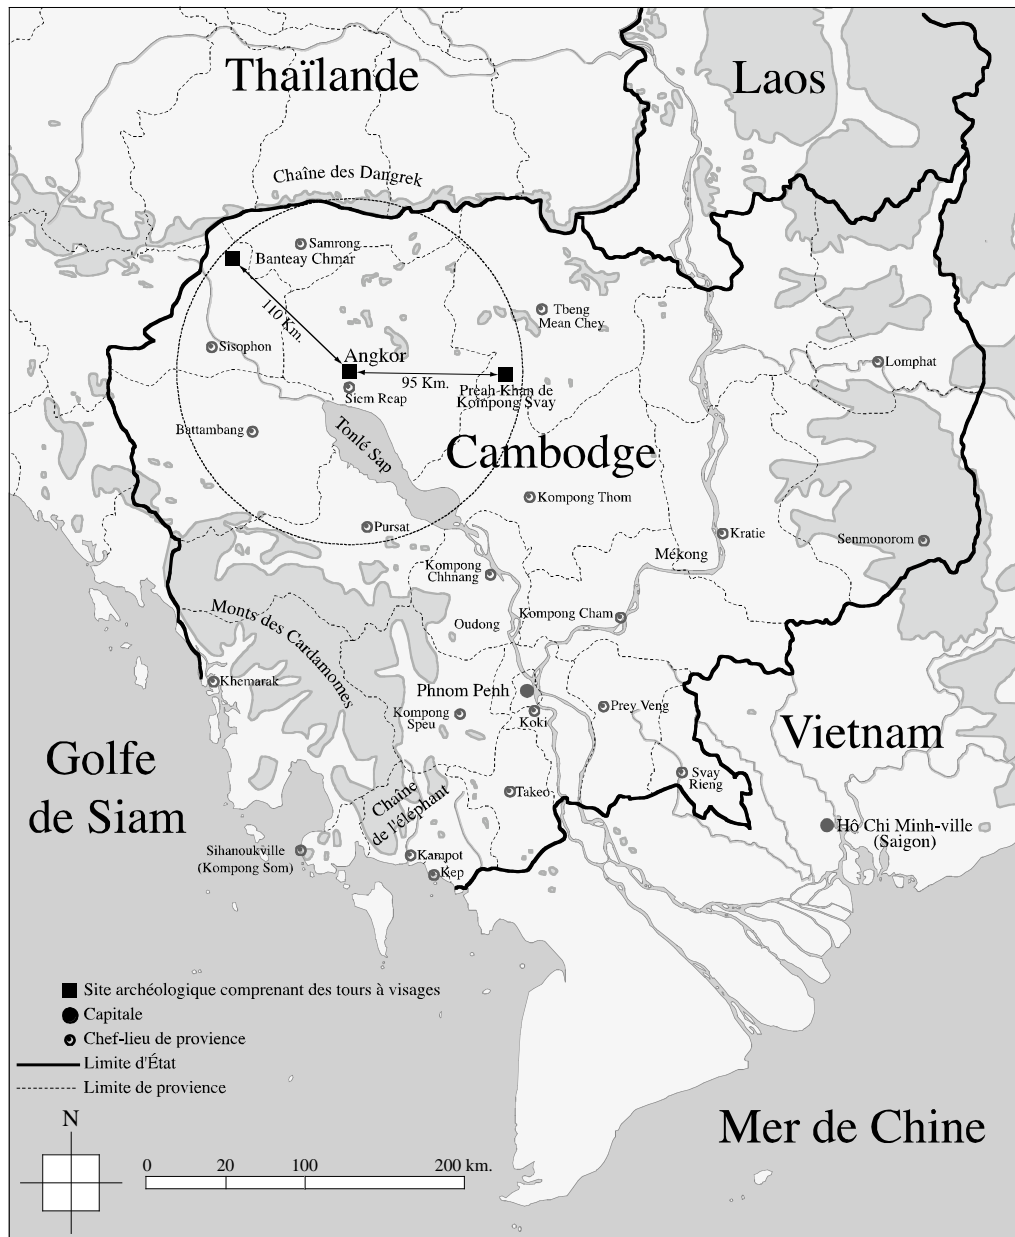 Thaïlande
Laos
Chaîne des Dangrek
Samrong
Banteay Chmar
110 Km.
Tbeng
Mean Chey
Sisophon
Angkor
95 Km.
Preah-Khan de
Kompong Svay
Siem Reap
Lomphat
Battambang
Tonlé Sap
Cambodge
Kompong Thom
Pursat
Kratie
Senmonorom
Mékong
Kompong
Chhnang
Monts des Cardamomes
Oudong
Kompong Cham
Khemarak
Phnom Penh
Kompong
Speu
Koki
Prey Veng
Golfe
de Siam
Vietnam
Svay
Rieng
Takeo
Chaîne
de l'éléphant
Hô Chi Minh-ville
(Saigon)
Sihanoukville
(Kompong Som)
Kampot
Kep
Site archéologique comprenant des tours à visages
Capitale
Chef-lieu de provience
Limite d'État
Limite de provience
N
0 20 100 200 km.
Mer de Chine